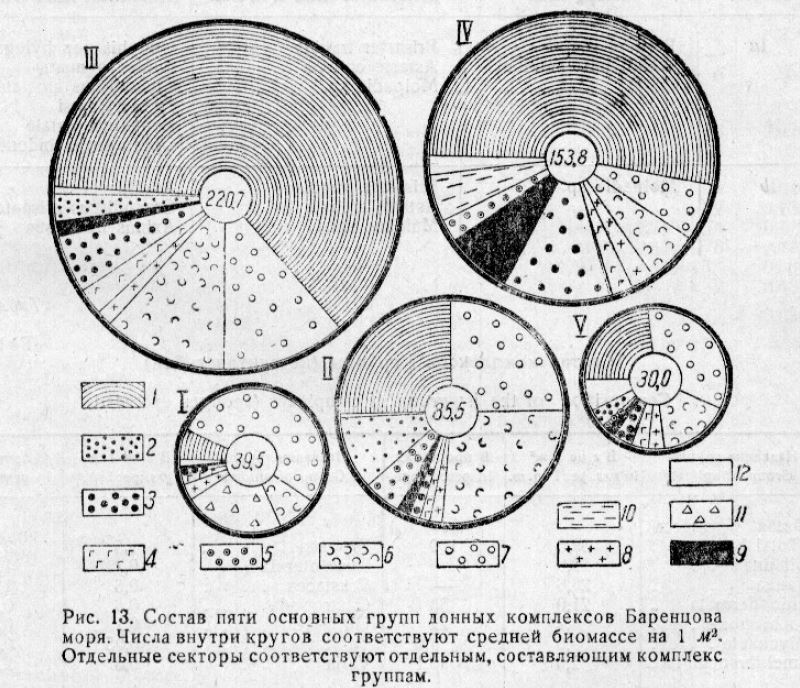 III
IV
220,7
153,8
II
V
I
1
85,5
30,0
2
39,5
12
3
10
11
4
5
6
7
8
9
Рис. 13. Состав пяти основных групп донных комплексов Баренцова
моря. Числа внутри кругов соответствуют средней биомассе на 1 м².
Отдельные секторы соответствуют отдельным, составляющим комплекс
группам.